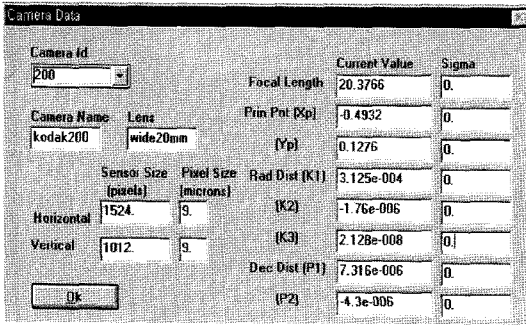 Camera Data
Camera Id
200
Camera Name Lens
kodak200 wide20mm
Sensor Size (pixels) Pixel Size (microns)
Horizontal 1524. 9.
Vertical 1012. 9.
Ok
Current Value Sigma
Focal Length 20.3766 0.
Prin Pnt (Xp) -0.4932 0.
(Yp) 0.1276 0.
Rad Dist (K1) 3.125e-004 0.
(K2) -1.76e-006 0.
(K3) 2.128e-008 0.
Dec Dist (P1) 7.316e-006 0.
(P2) -4.3e-006 0.